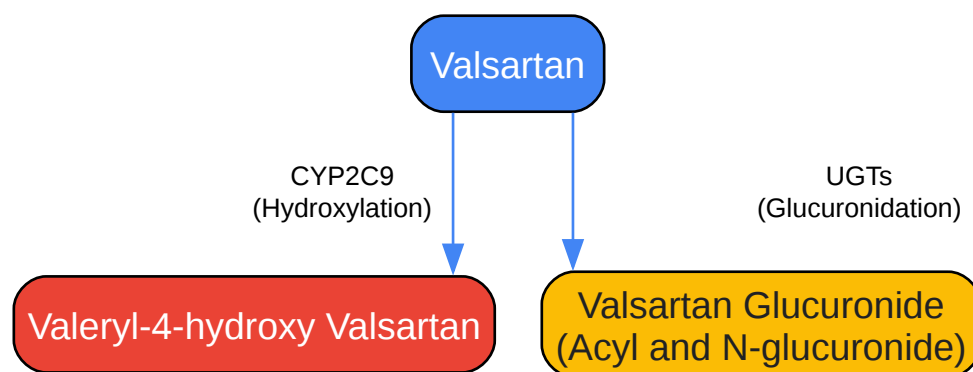 Valsartan
CYP2C9
(Hydroxylation)
UGTs
(Glucuronidation)
Valeryl-4-hydroxy Valsartan
Valsartan Glucuronide
(Acyl and N-glucuronide)